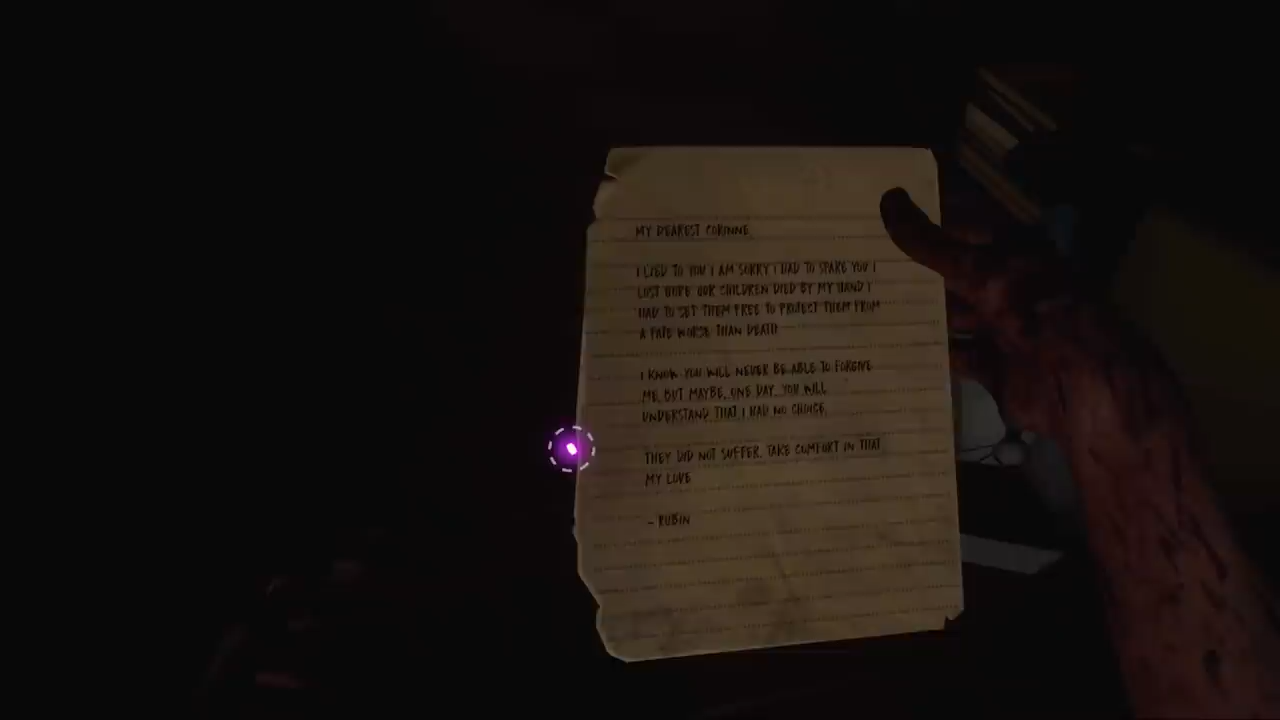 MY DEAREST CORINNE
I LIED TO YOU I AM SORRY I HAD TO SPARE YOU I
LOST HOPE OUR CHILDREN DIED BY MY HAND I
HAD TO SET THEM FREE TO PROTECT THEM FROM
A FATE WORSE THAN DEATH
I KNOW YOU WILL NEVER BE ABLE TO FORGIVE
ME, BUT MAYBE, ONE DAY, YOU WILL
UNDERSTAND THAT I HAD NO CHOICE.
THEY DID NOT SUFFER. TAKE COMFORT IN THAT
MY LOVE
- RUBIN